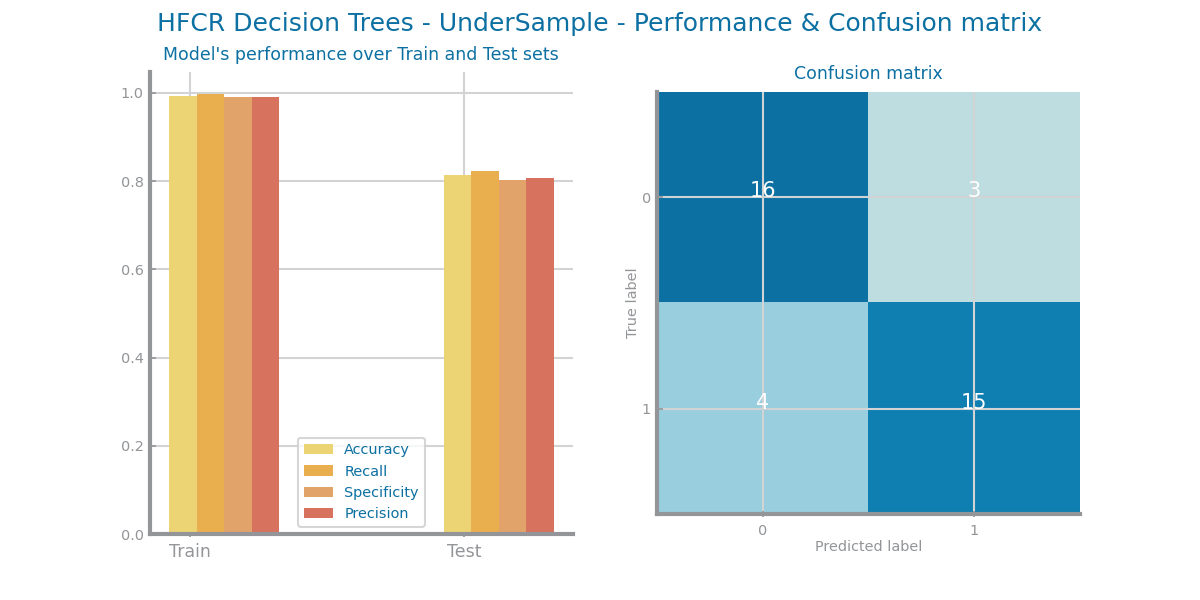 HFCR Decision Trees - UnderSample - Performance & Confusion matrix
Model's performance over Train and Test sets
1.0
0.8
0.6
0.4
0.2
0.0
Train
Test
Accuracy
Recall
Specificity
Precision
Confusion matrix
True label
0
1
16
3
4
15
0
1
Predicted label